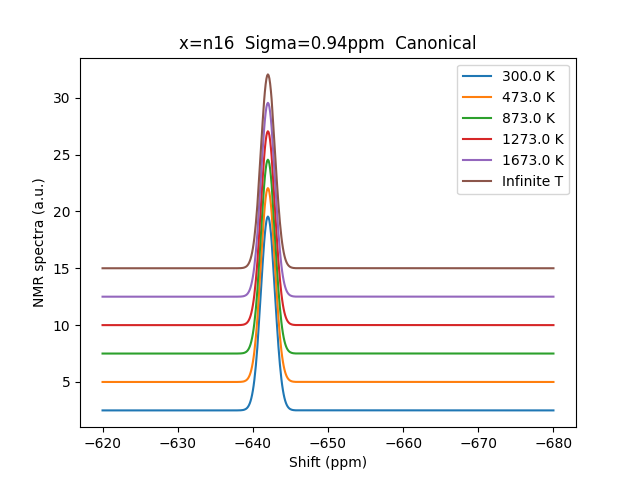 x=n16  Sigma=0.94ppm  Canonical
NMR spectra (a.u.)
30
25
20
15
10
5
300.0 K
473.0 K
873.0 K
1273.0 K
1673.0 K
Infinite T
−620 −630 −640 −650 −660 −670 −680
Shift (ppm)